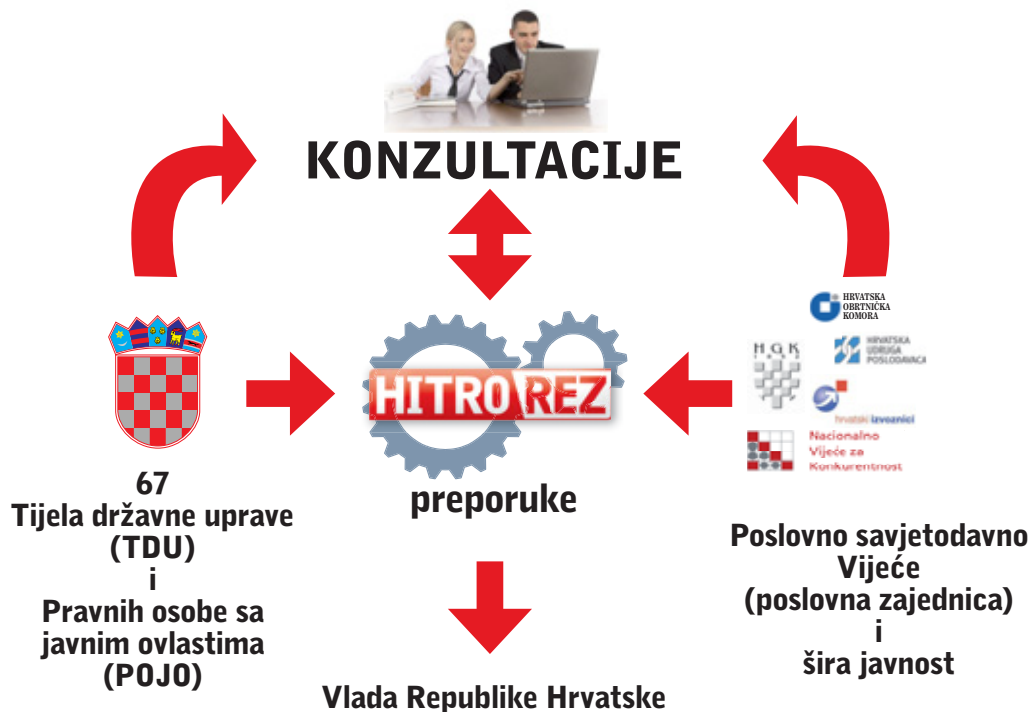 KONZULTACIJE
HRVATSKA
OBRTNIČKA
KOMORA
H G K
HRVATSKA
UDRUGA
POSLODAVACA
HITRO REZ
hrvatski izvoznici
Nacionalno
Vijeće za
Konkurentnost
preporuke
67
Tijela državne uprave
(TDU)
i
Pravnih osobe sa
javnim ovlastima
(POJO)
Poslovno savjetodavno
Vijeće
(poslovna zajednica)
i
šira javnost
Vlada Republike Hrvatske